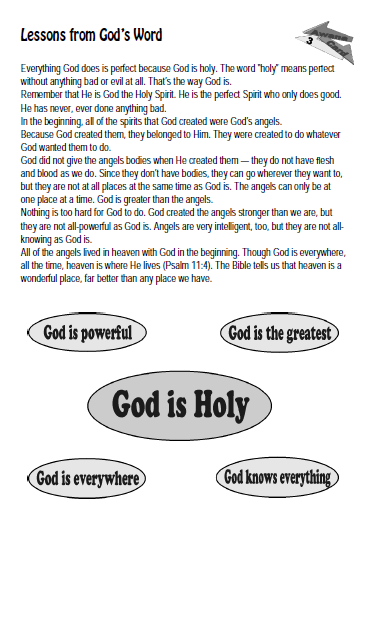 Lessons from God's Word
Awana
3
Card
Everything God does is perfect because God is holy. The word "holy" means perfect
without anything bad or evil at all. That's the way God is.
Remember that He is God the Holy Spirit. He is the perfect Spirit who only does good.
He has never, ever done anything bad.
In the beginning, all of the spirits that God created were God's angels.
Because God created them, they belonged to Him. They were created to do whatever
God wanted them to do.
God did not give the angels bodies when He created them — they do not have flesh
and blood as we do. Since they don't have bodies, they can go wherever they want to,
but they are not at all places at the same time as God is. The angels can only be at
one place at a time. God is greater than the angels.
Nothing is too hard for God to do. God created the angels stronger than we are, but
they are not all-powerful as God is. Angels are very intelligent, too, but they are not all-
knowing as God is.
All of the angels lived in heaven with God in the beginning. Though God is everywhere,
all the time, heaven is where He lives (Psalm 11:4). The Bible tells us that heaven is a
wonderful place, far better than any place we have.
God is powerful
God is the greatest
God is Holy
God is everywhere
God knows everything